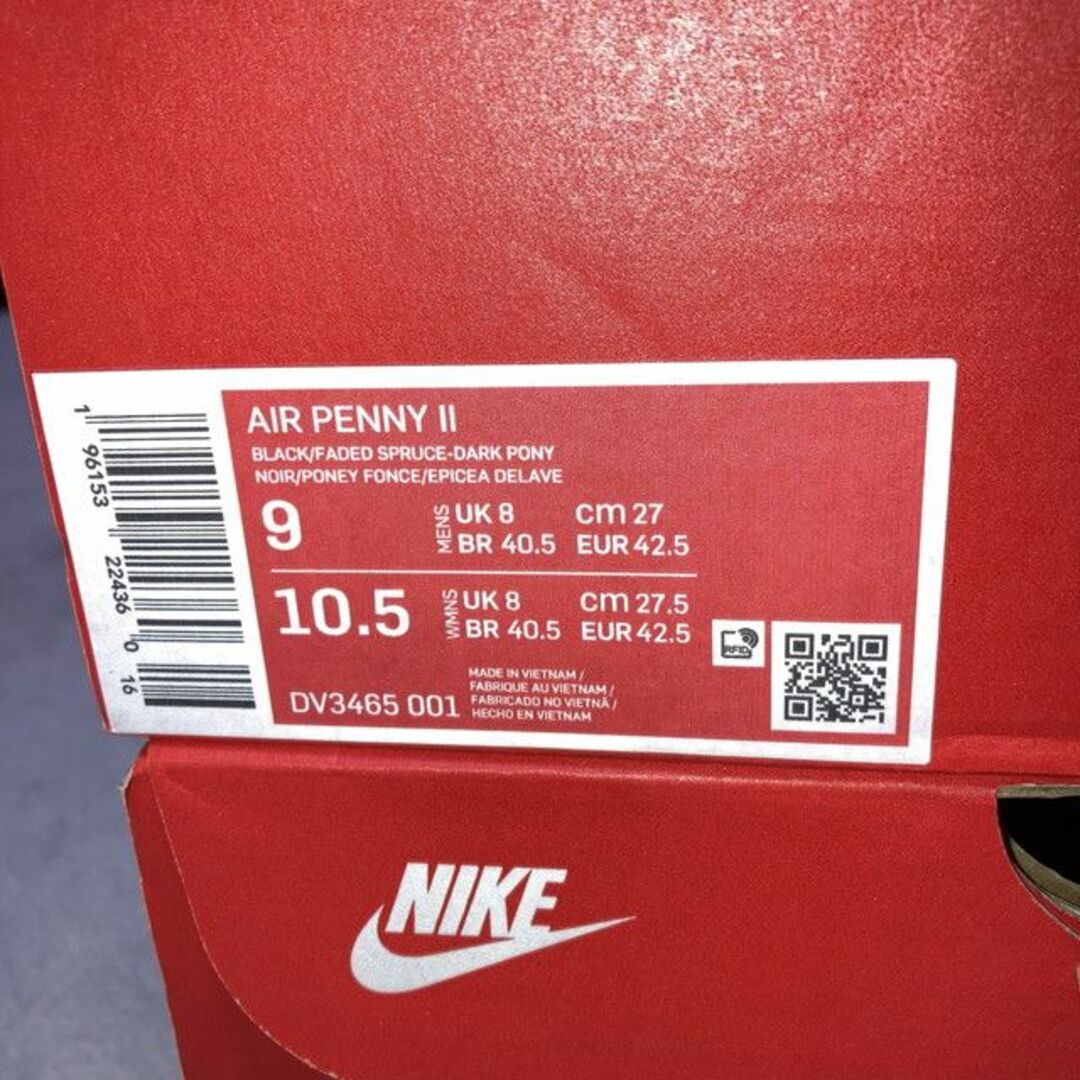 AIR PENNY II
BLACK/FADED SPRUCE-DARK PONY
NOIR/PONEY FONCE/EPICEA DELAVE
9 MENS UK 8 cm 27
BR 40.5 EUR 42.5
10.5 WMNS UK 8 cm 27.5
BR 40.5 EUR 42.5
DV3465 001
MADE IN VIETNAM /
FABRIQUE AU VIETNAM /
FABRICADO NO VIETNÃ /
HECHO EN VIETNAM
RFID
1 96153 22436 0 16
NIKE